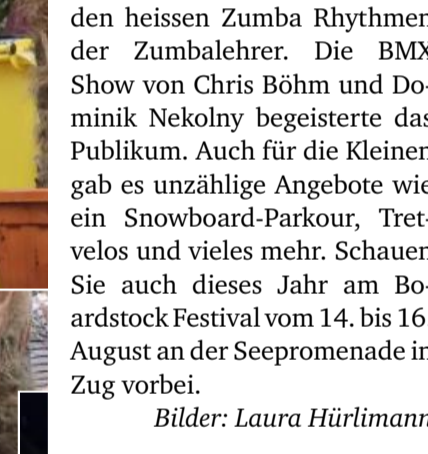 den heissen Zumba Rhythmen
der Zumbalehrer. Die BMX
Show von Chris Böhm und Do-
minik Nekolny begeisterte das
Publikum. Auch für die Kleinen
gab es unzählige Angebote wie
ein Snowboard-Parkour, Tret-
velos und vieles mehr. Schauen
Sie auch dieses Jahr am Bo-
ardstock Festival vom 14. bis 16.
August an der Seepromenade in
Zug vorbei.
Bilder: Laura Hürlimann